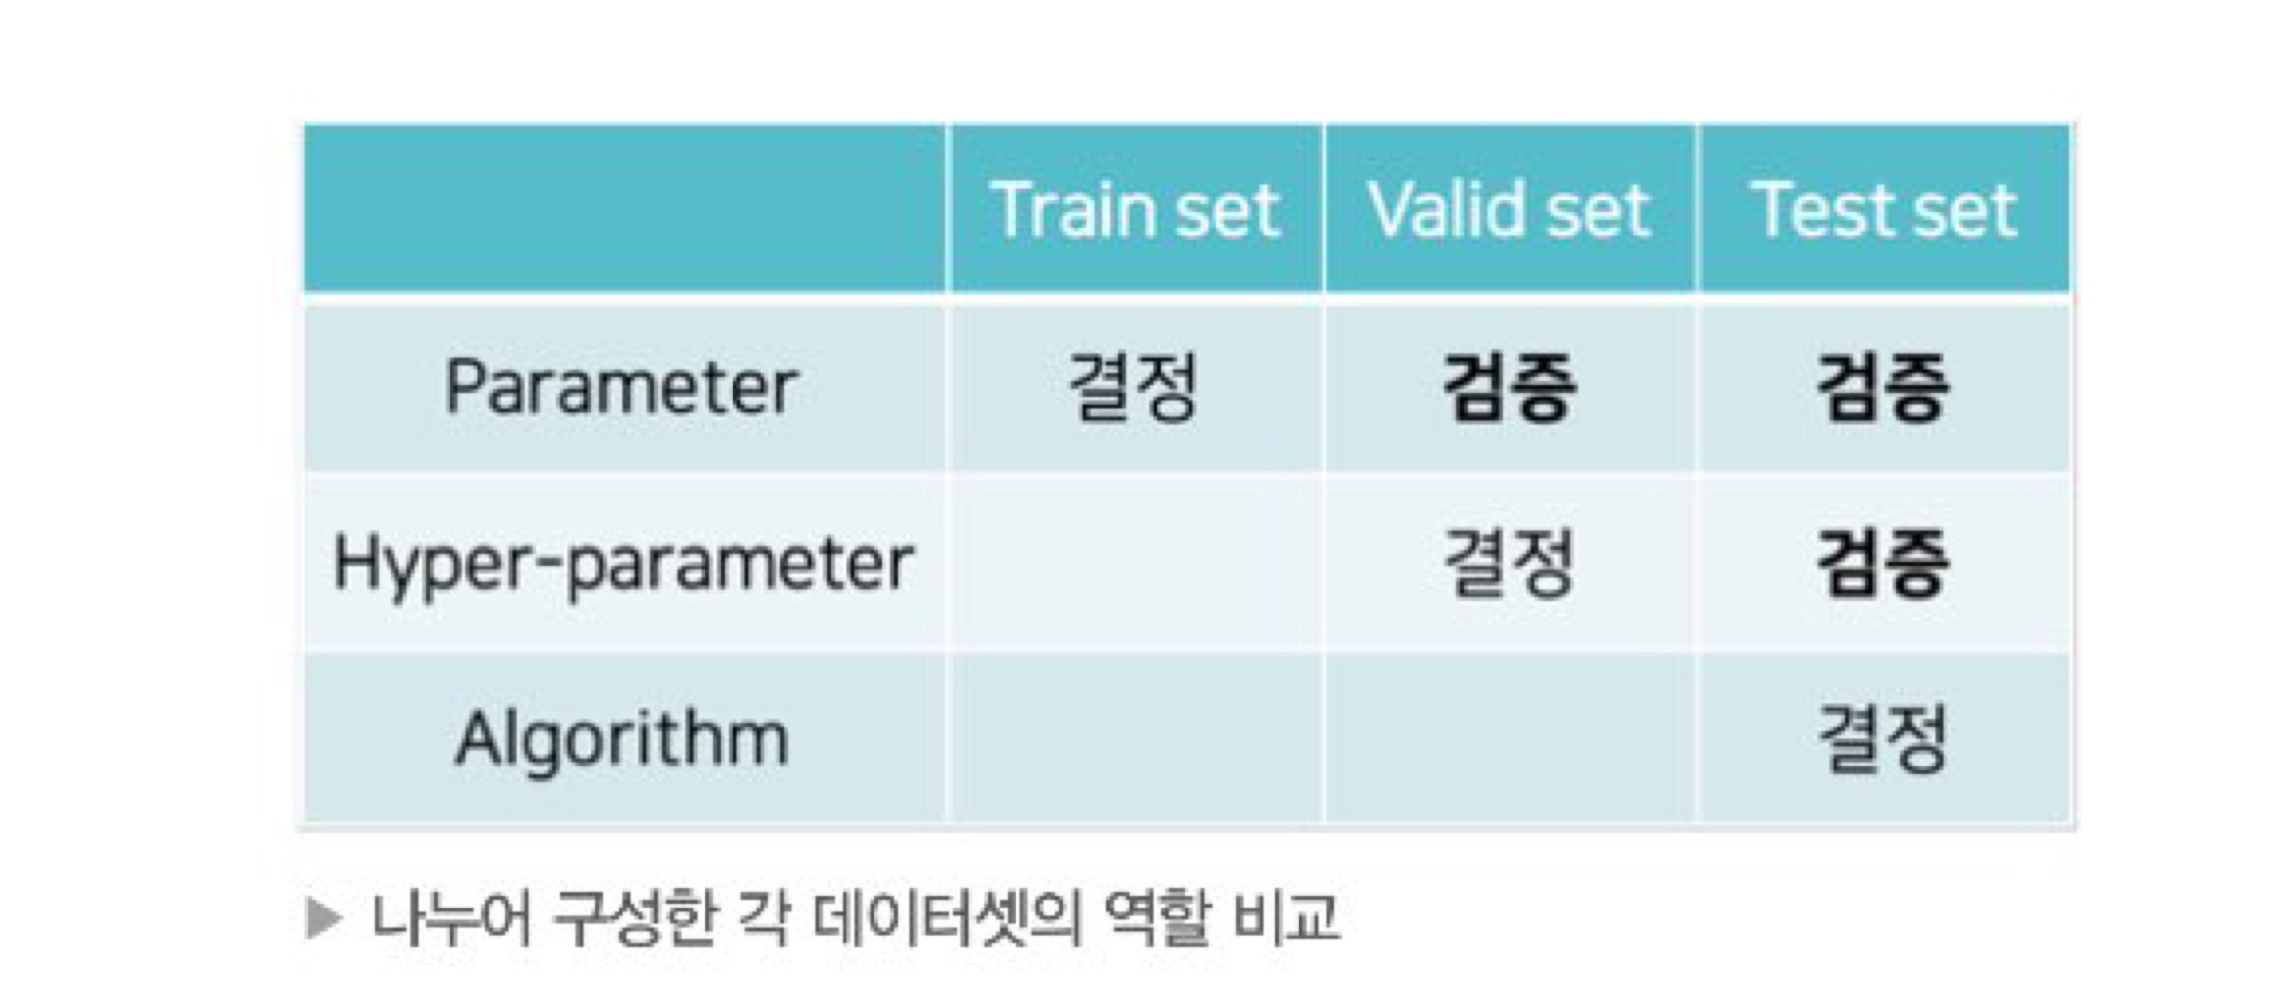 Train set Valid set Test set
Parameter 결정 검증 검증
Hyper-parameter 결정 검증
Algorithm 결정
▶ 나누어 구성한 각 데이터셋의 역할 비교